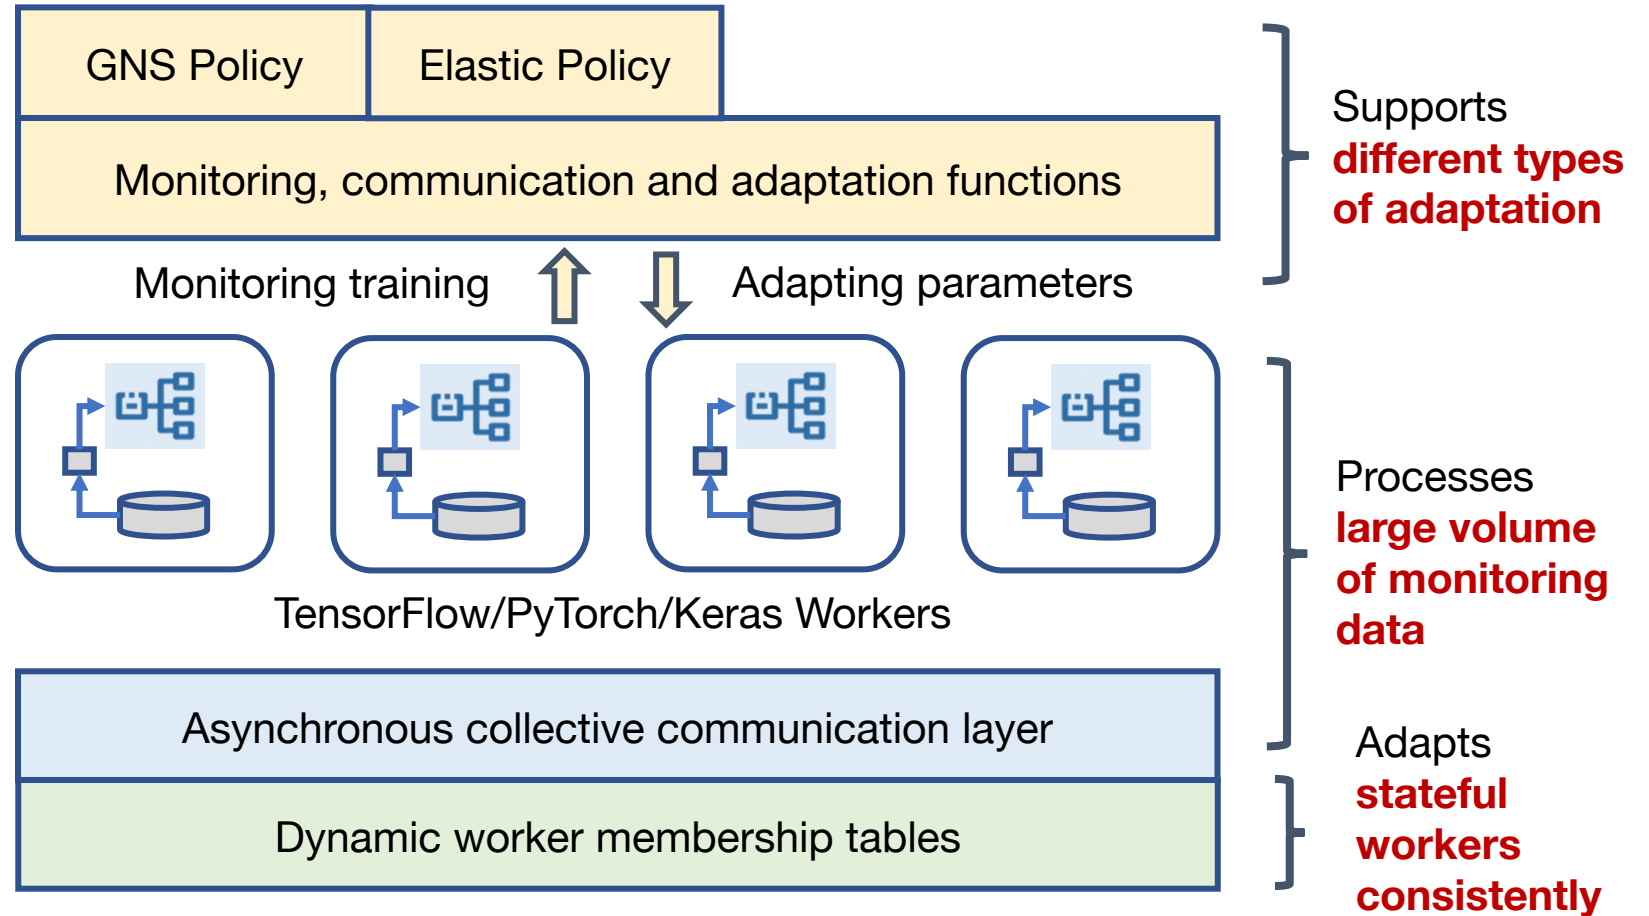 GNS Policy
Elastic Policy
Monitoring, communication and adaptation functions
Supports
different types
of adaptation
Monitoring training
Adapting parameters
TensorFlow/PyTorch/Keras Workers
Processes
large volume
of monitoring
data
Asynchronous collective communication layer
Dynamic worker membership tables
Adapts
stateful
workers
consistently